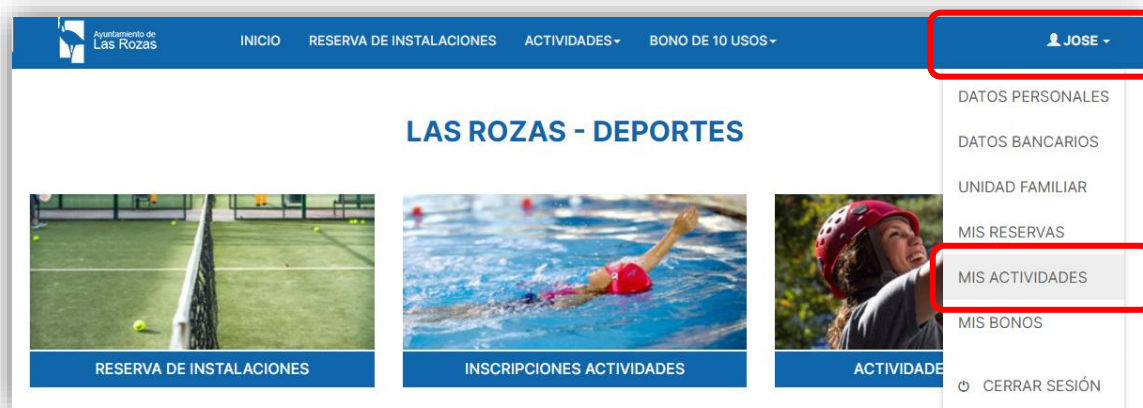 Ayuntamiento de
Las Rozas
INICIO RESERVA DE INSTALACIONES ACTIVIDADES BONO DE 10 USOS JOSE
DATOS PERSONALES
LAS ROZAS - DEPORTES
DATOS BANCARIOS
UNIDAD FAMILIAR
MIS RESERVAS
MIS ACTIVIDADES
MIS BONOS
RESERVA DE INSTALACIONES INSCRIPCIONES ACTIVIDADES ACTIVIDADE
CERRAR SESIÓN